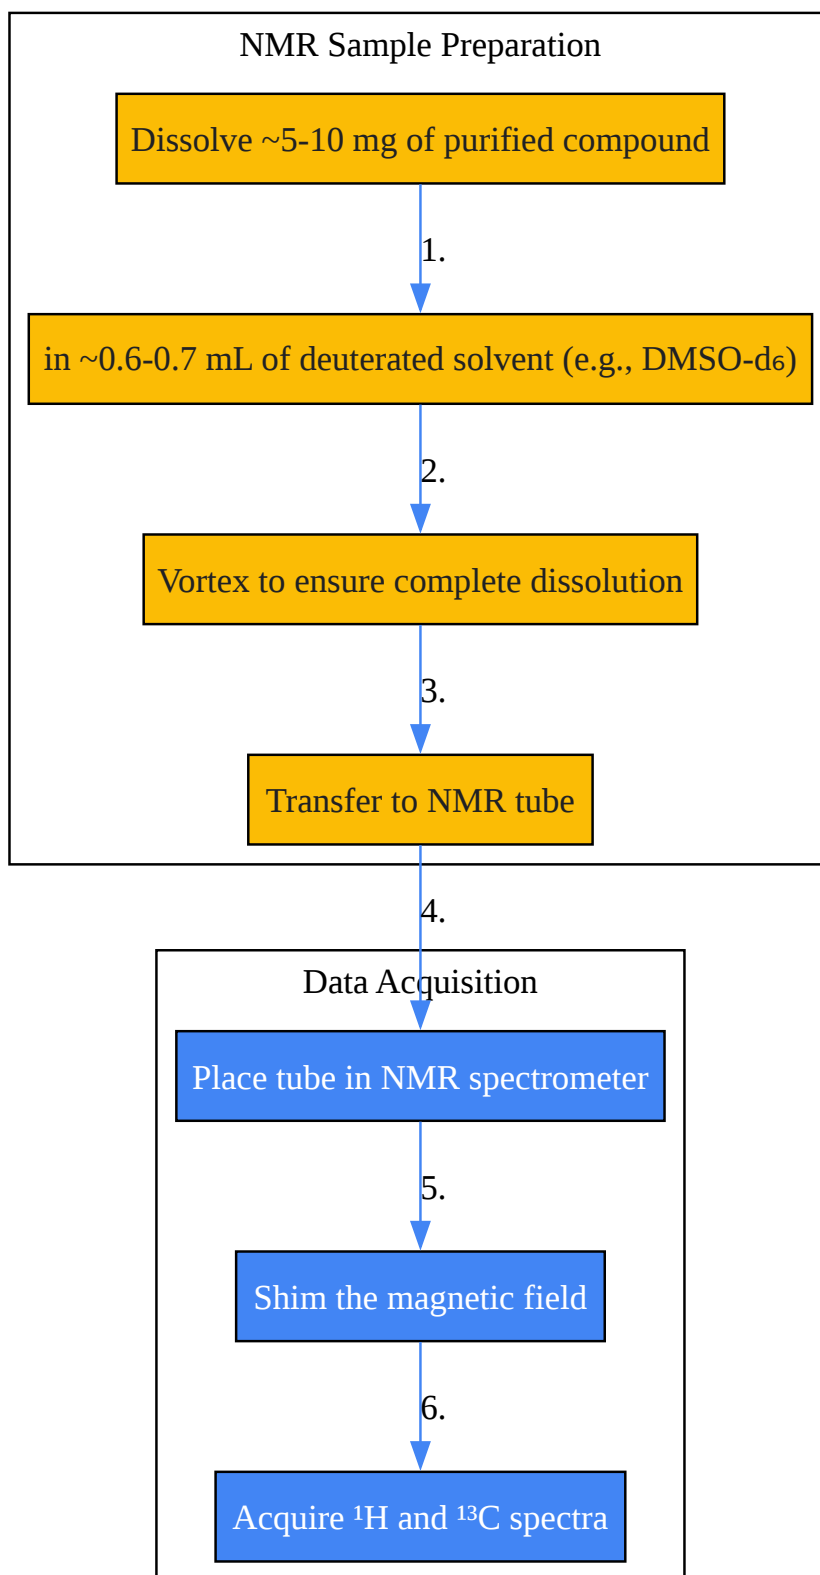 NMR Sample Preparation
Dissolve ~5-10 mg of purified compound
1.
in ~0.6-0.7 mL of deuterated solvent (e.g., DMSO-d₆)
2.
Vortex to ensure complete dissolution
3.
Transfer to NMR tube
4.
Data Acquisition
Place tube in NMR spectrometer
5.
Shim the magnetic field
6.
Acquire ¹H and ¹³C spectra